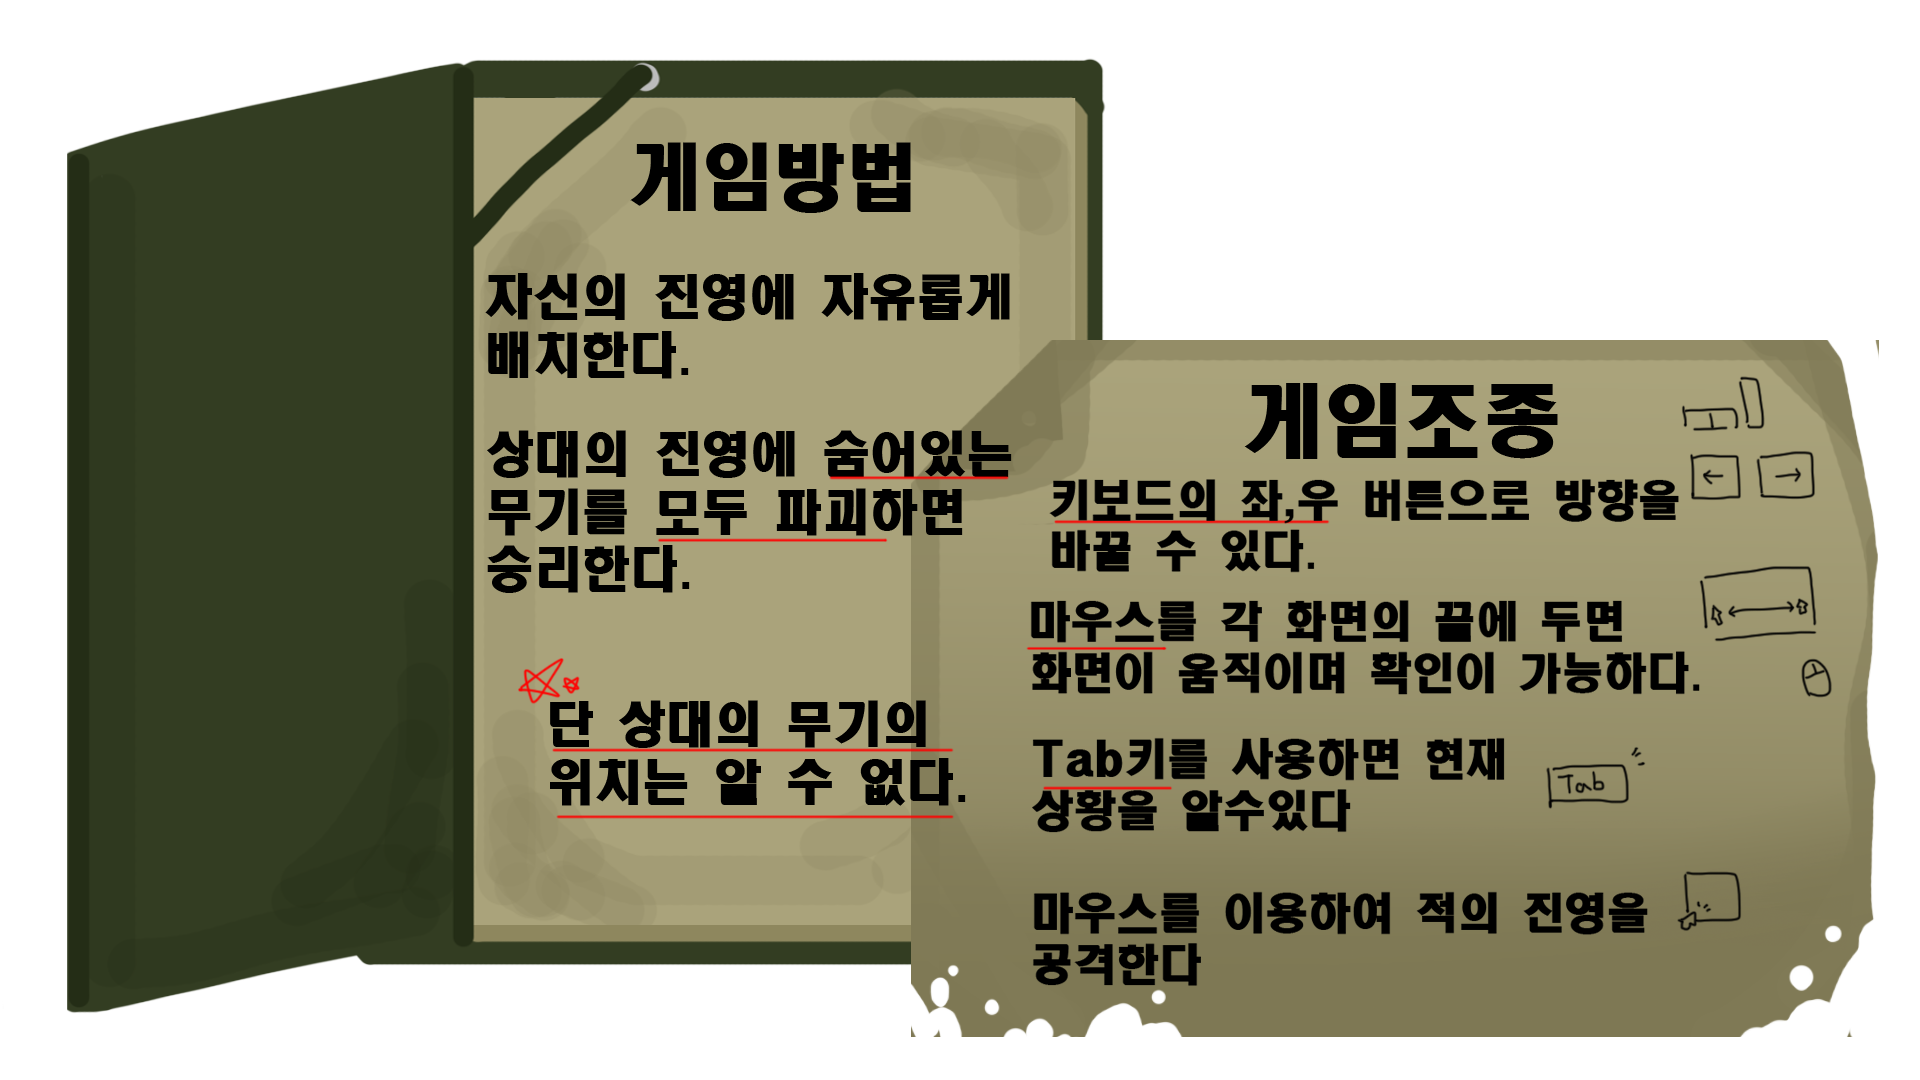 게임방법
자신의 진영에 자유롭게
배치한다.
상대의 진영에 숨어있는
무기를 모두 파괴하면
승리한다.
단 상대의 무기의
위치는 알 수 없다.
게임조종
키보드의 좌,우 버튼으로 방향을
바꿀 수 있다.
마우스를 각 화면의 끝에 두면
화면이 움직이며 확인이 가능하다.
Tab키를 사용하면 현재
상황을 알수있다
Tab
마우스를 이용하여 적의 진영을
공격한다